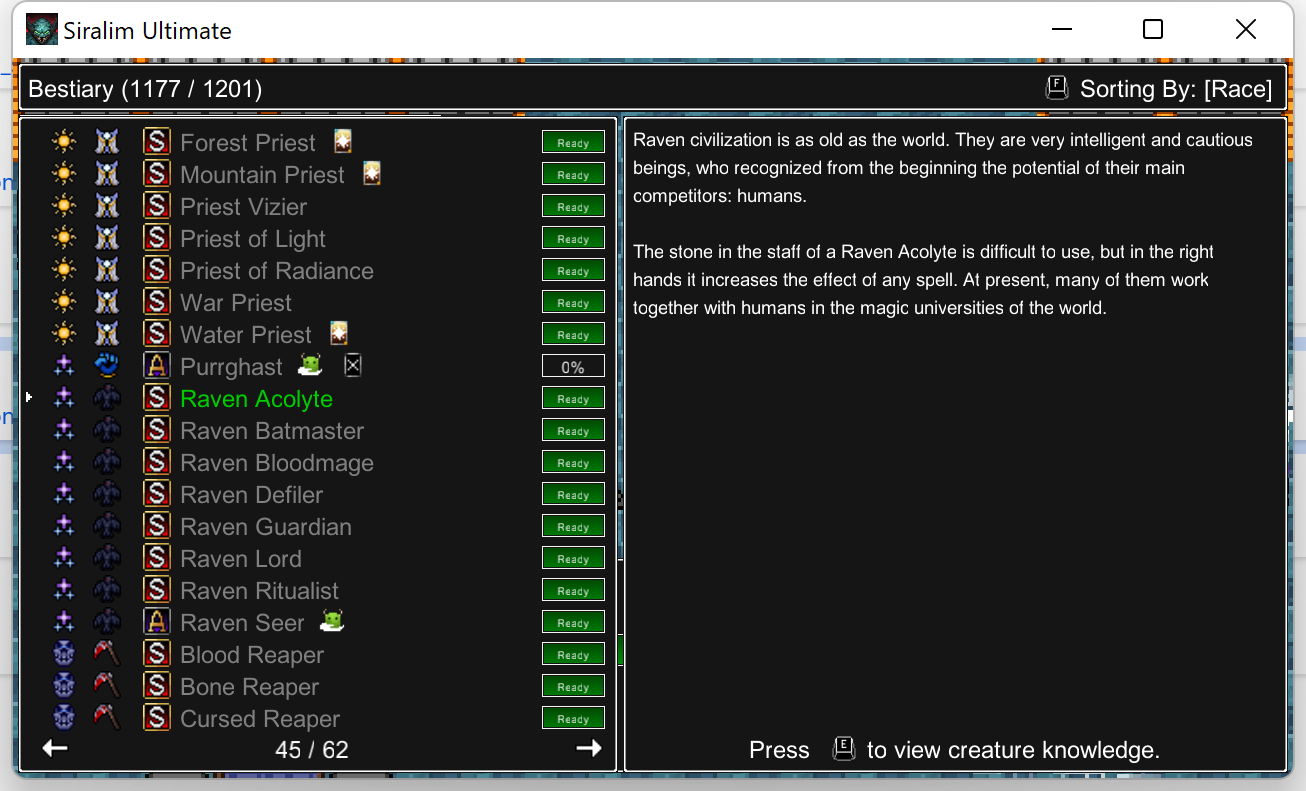 Siralim Ultimate
Bestiary (1177 / 1201)
F Sorting By: [Race]
S Forest Priest Ready
S Mountain Priest Ready
S Priest Vizier Ready
S Priest of Light Ready
S Priest of Radiance Ready
S War Priest Ready
S Water Priest Ready
A Purrghast 0%
S Raven Acolyte Ready
S Raven Batmaster Ready
S Raven Bloodmage Ready
S Raven Defiler Ready
S Raven Guardian Ready
S Raven Lord Ready
S Raven Ritualist Ready
A Raven Seer Ready
S Blood Reaper Ready
S Bone Reaper Ready
S Cursed Reaper Ready
45 / 62
Raven civilization is as old as the world. They are very intelligent and cautious
beings, who recognized from the beginning the potential of their main
competitors: humans.
The stone in the staff of a Raven Acolyte is difficult to use, but in the right
hands it increases the effect of any spell. At present, many of them work
together with humans in the magic universities of the world.
Press E to view creature knowledge.